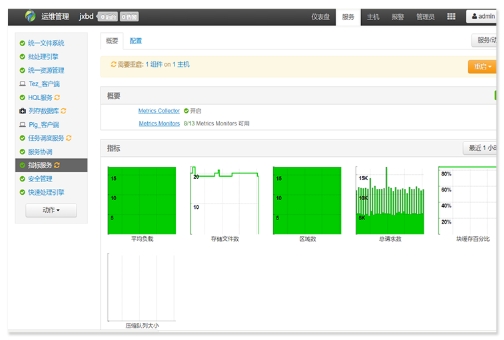 运维管理 jxbd
仪表盘 服务 主机 报警 管理员 admin
统一文件系统
批处理引擎
统一资源管理
Tez_客户端
HQL服务
列存数据库
Pig_客户端
任务调度服务
服务协调
指标服务
安全管理
快速处理引擎
动作
概要 配置
服务/动
需要重启: 1 组件 on 1 主机
重启
概要
Metrics Collector 开启
Metrics Monitors 8/13 Metrics Monitors 可用
指标
最近 1 小时
15
10
5
平均负载
20
10
存储文件数
15
10
5
区域数
15K
10K
5K
总请求数
80%
60%
40%
20%
块缓存百分比
压缩队列大小